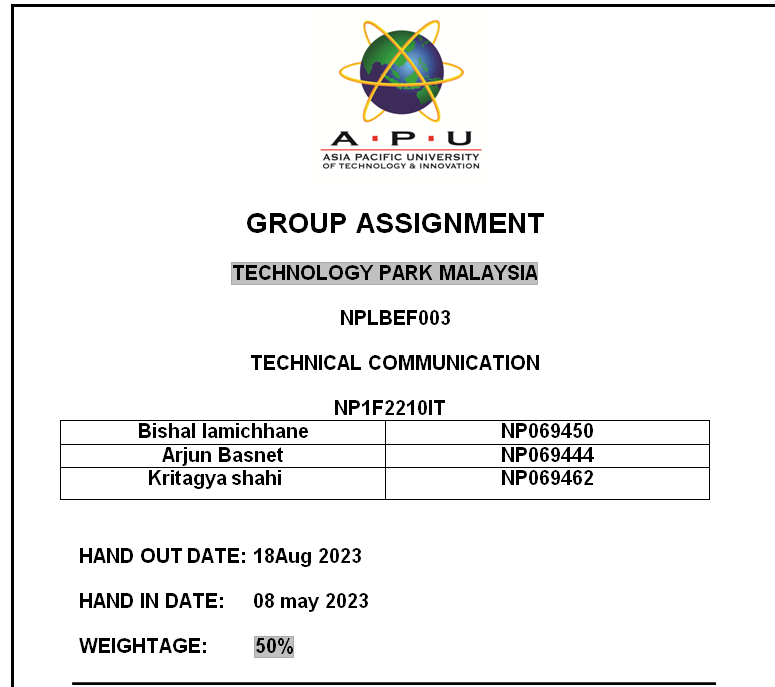 A · P · U
ASIA PACIFIC UNIVERSITY
OF TECHNOLOGY & INNOVATION
GROUP ASSIGNMENT
TECHNOLOGY PARK MALAYSIA
NPLBEF003
TECHNICAL COMMUNICATION
NP1F2210IT
Bishal lamichhane NP069450
Arjun Basnet NP069444
Kritagya shahi NP069462
HAND OUT DATE: 18Aug 2023
HAND IN DATE: 08 may 2023
WEIGHTAGE: 50%